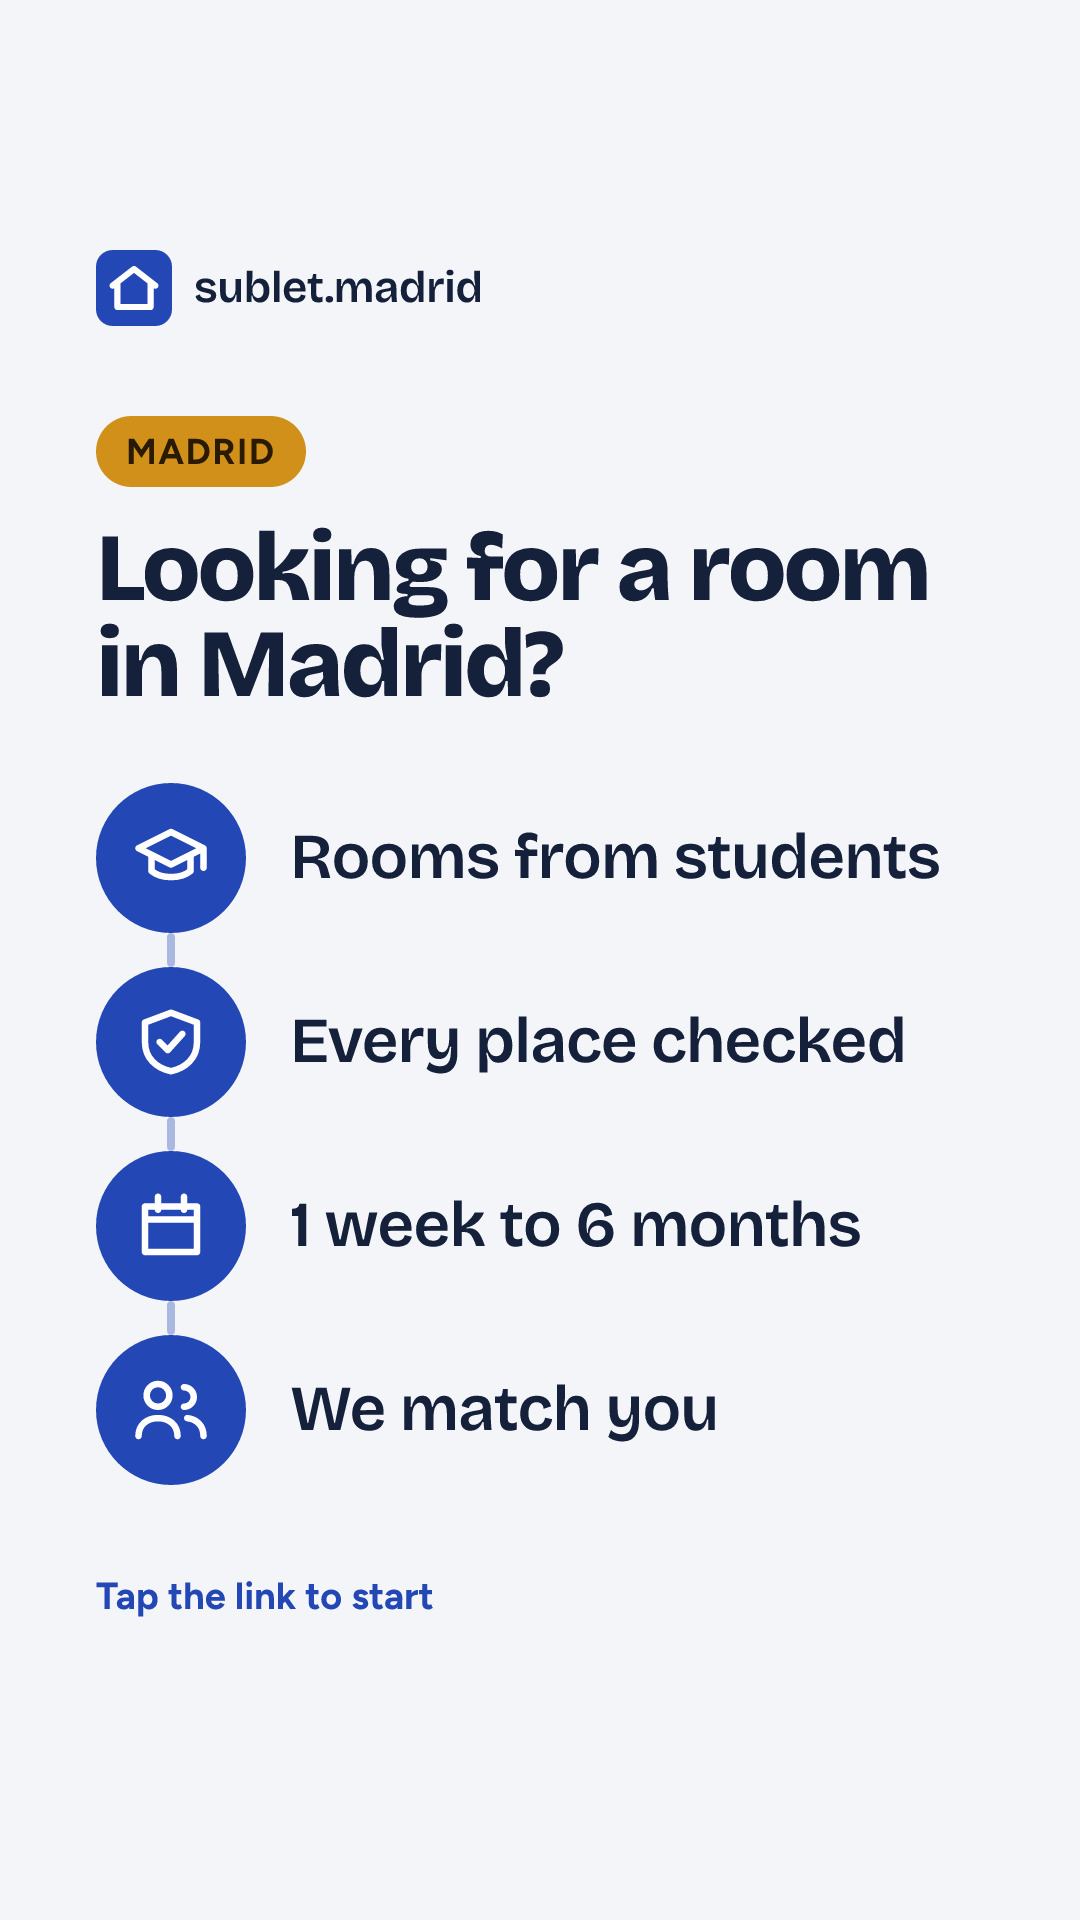 sublet.madrid
MADRID
Looking for a room
in Madrid?
Rooms from students
Every place checked
1 week to 6 months
We match you
Tap the link to start